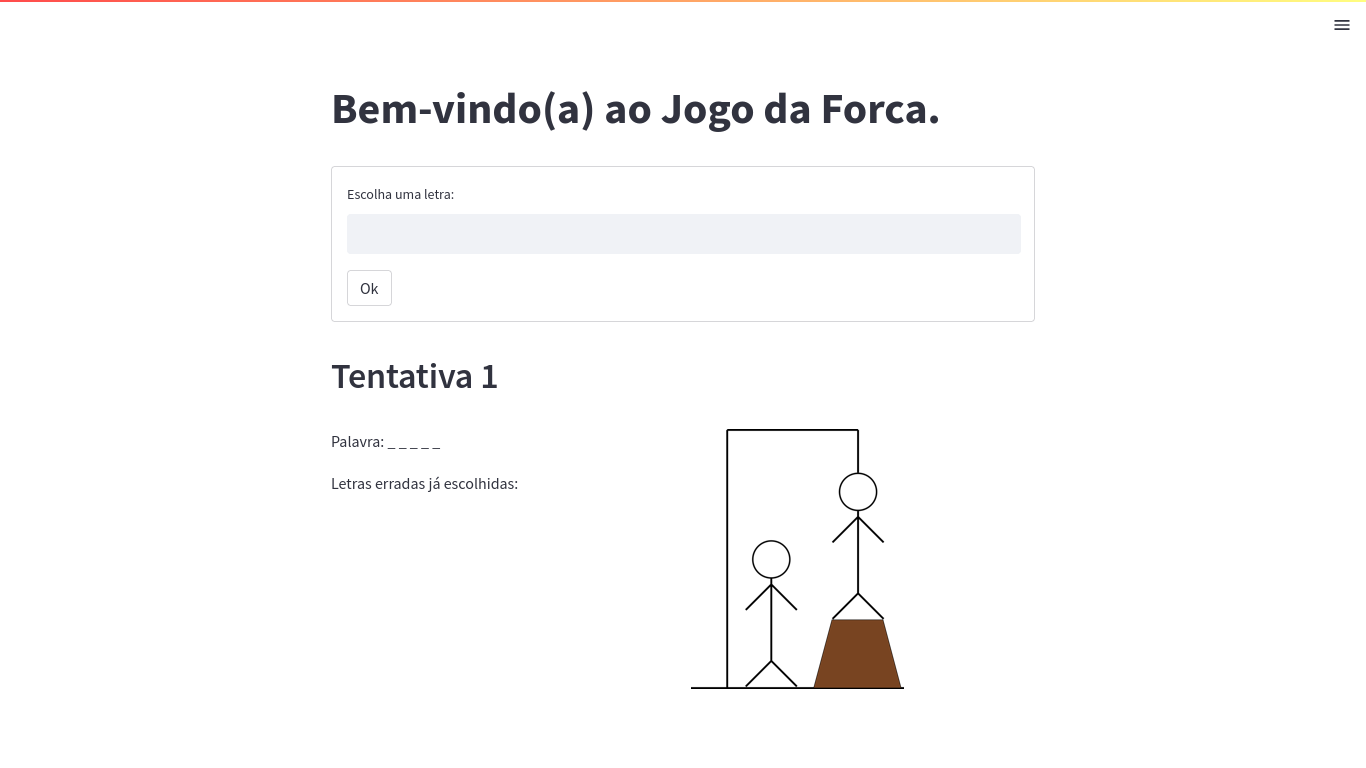 Bem-vindo(a) ao Jogo da Forca.
Escolha uma letra:
Ok
Tentativa 1
Palavra: _ _ _ _ _
Letras erradas já escolhidas: